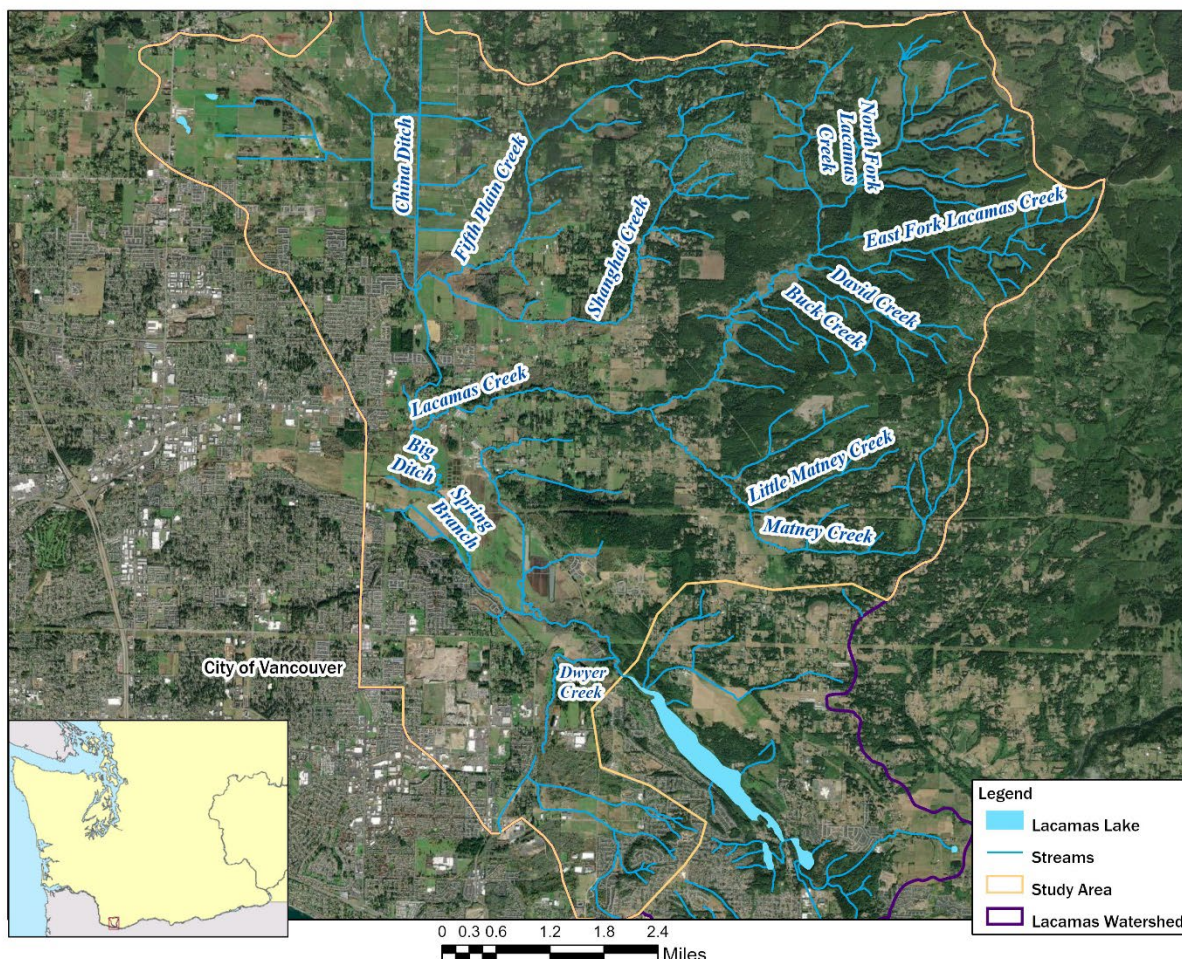 China Ditch
Fifth Plain Creek
Shanghai Creek
North Fork
Lacamas
Creek
East Fork Lacamas Creek
David Creek
Buck Creek
Lacamas Creek
Big
Ditch
Spring
Branch
Little Matney Creek
Matney Creek
City of Vancouver
Dwyer
Creek
Legend
Lacamas Lake
Streams
Study Area
Lacamas Watershed
0 0.3 0.6 1.2 1.8 2.4
Miles